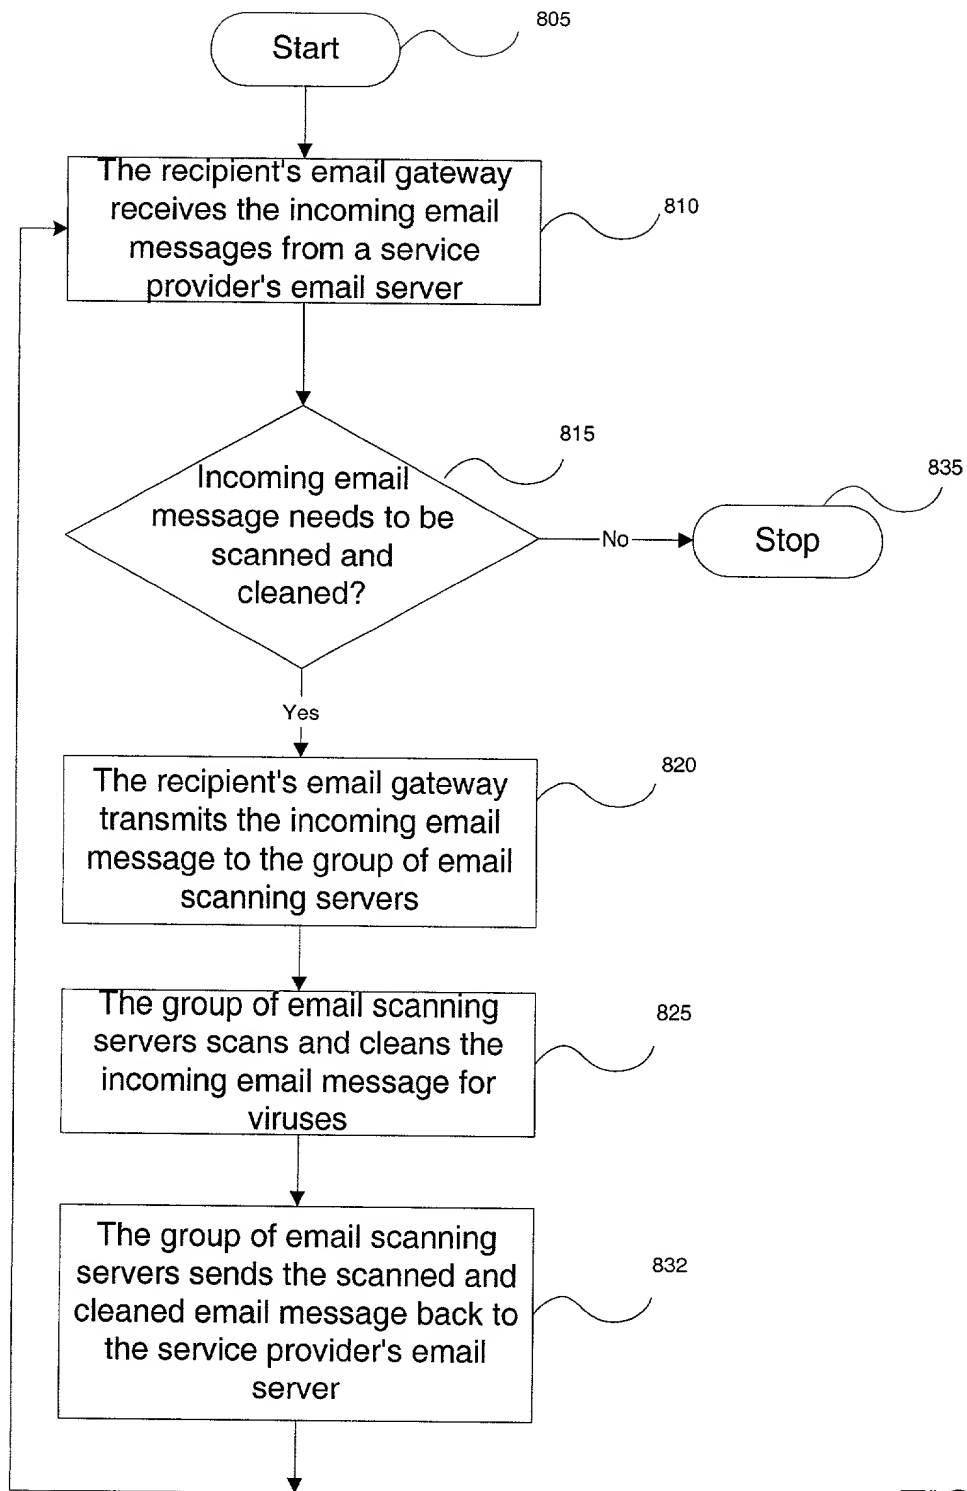 Start
805
The recipient's email gateway
receives the incoming email
messages from a service
provider's email server
810
Incoming email
message needs to be
scanned and
cleaned?
815
No
Stop
835
Yes
The recipient's email gateway
transmits the incoming email
message to the group of email
scanning servers
820
The group of email scanning
servers scans and cleans the
incoming email message for
viruses
825
The group of email scanning
servers sends the scanned and
cleaned email message back to
the service provider's email
server
832